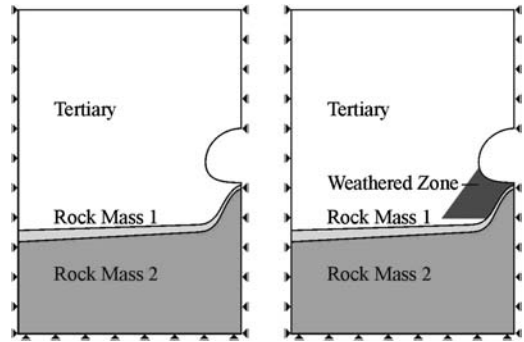 Tertiary
Rock Mass 1
Rock Mass 2
Tertiary
Weathered Zone
Rock Mass 1
Rock Mass 2